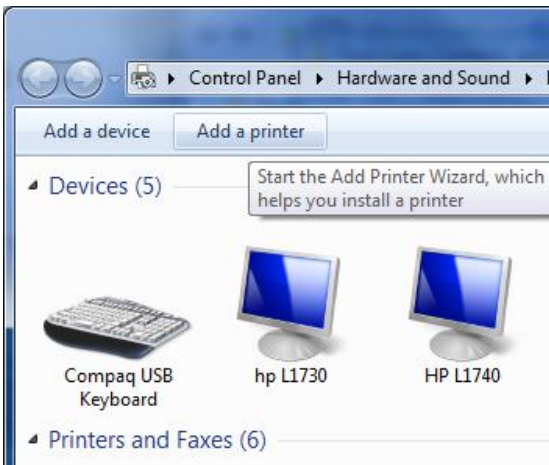 Control Panel ▸ Hardware and Sound ▸
Add a device Add a printer
Devices (5)
Start the Add Printer Wizard, which
helps you install a printer
Compaq USB
Keyboard
hp L1730
HP L1740
Printers and Faxes (6)